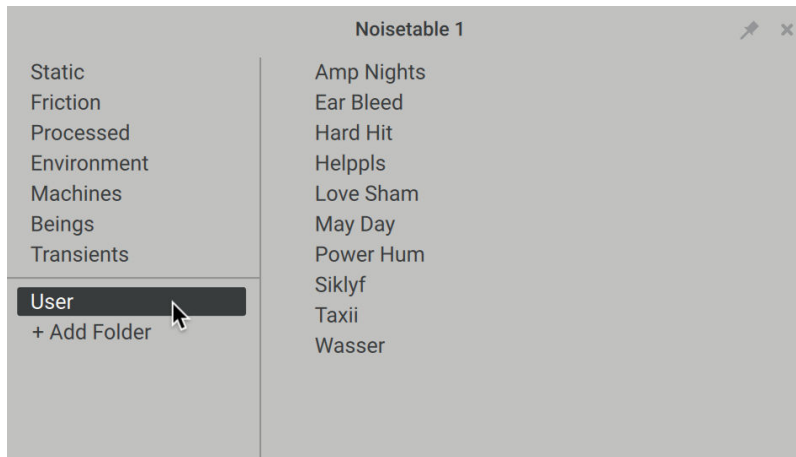 Noisetable 1
Static
Friction
Processed
Environment
Machines
Beings
Transients
User
+ Add Folder
Amp Nights
Ear Bleed
Hard Hit
Helppls
Love Sham
May Day
Power Hum
Siklyf
Taxii
Wasser